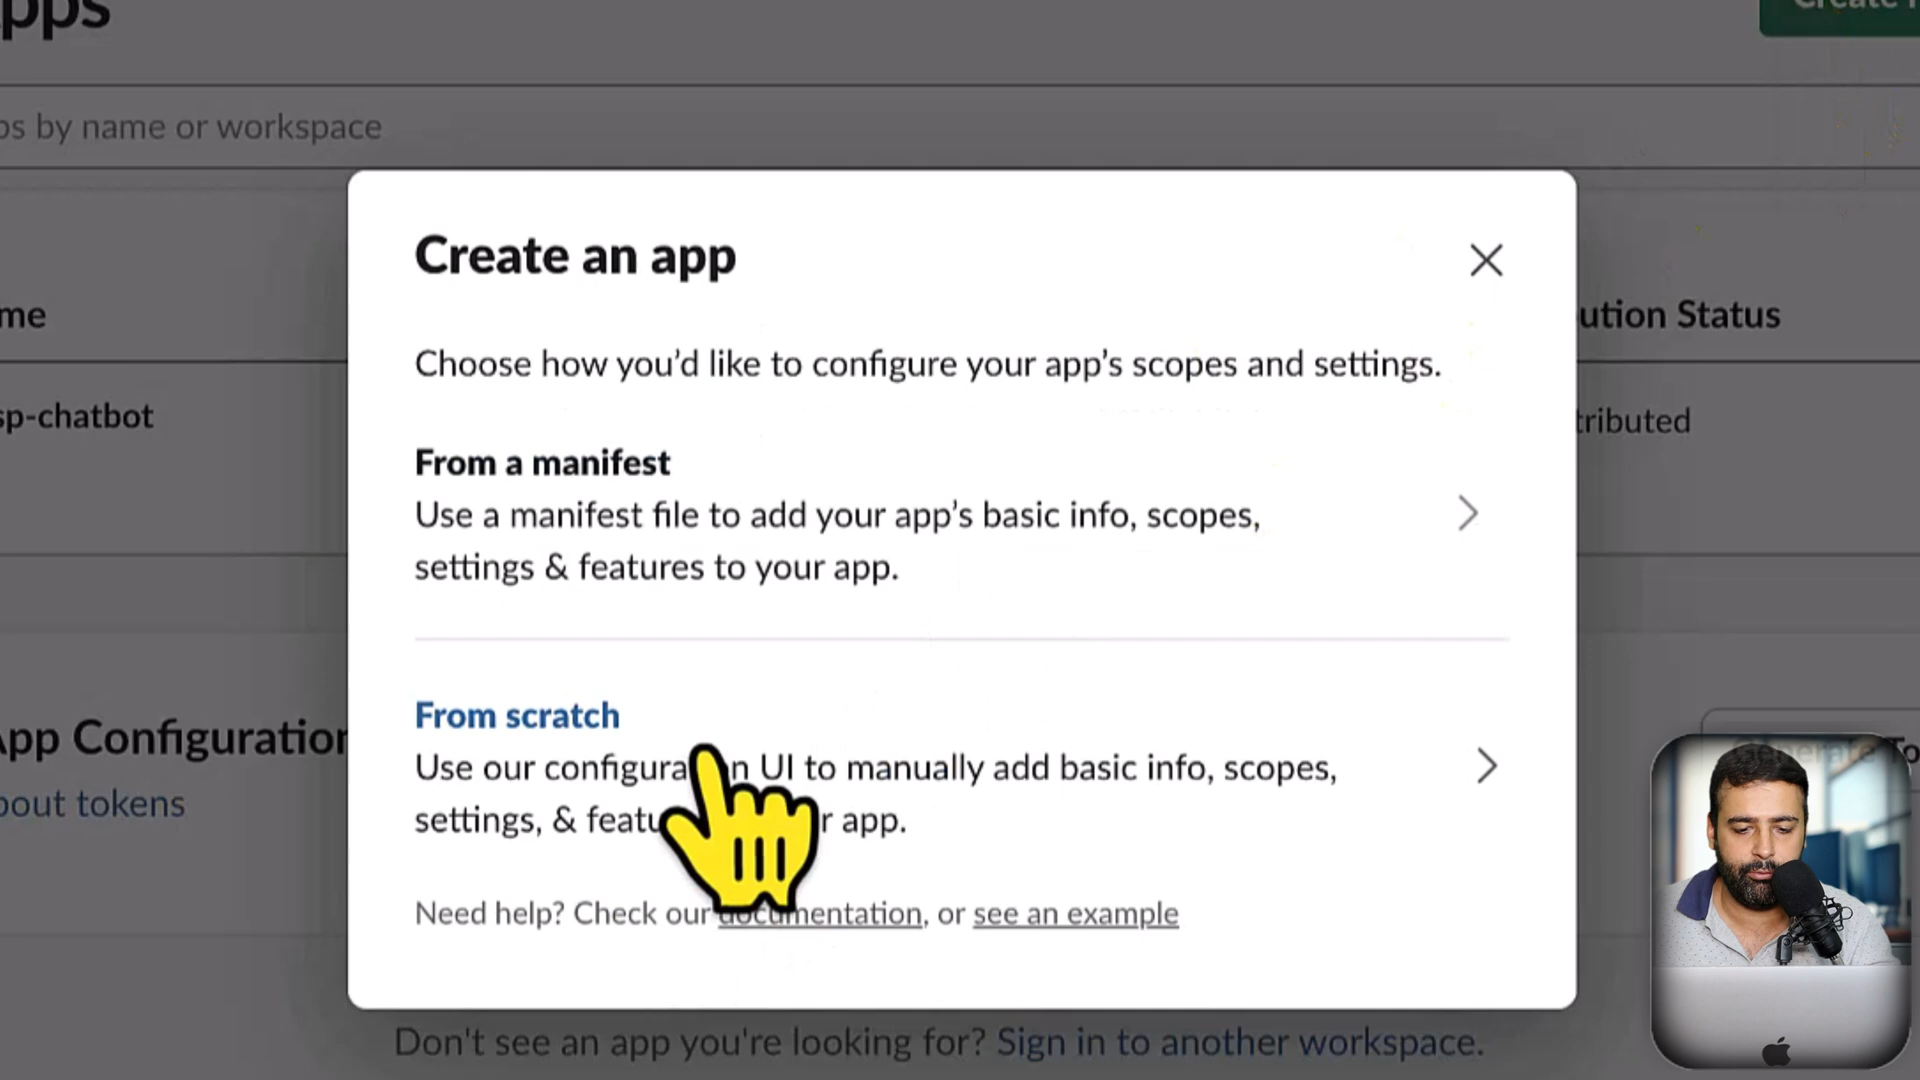 ps by name or workspace
Create an app
Choose how you’d like to configure your app’s scopes and settings.
me
ution Status
sp-chatbot
tributed
From a manifest
Use a manifest file to add your app’s basic info, scopes,
settings & features to your app.
From scratch
Use our configura n UI to manually add basic info, scopes,
settings, & featu r app.
App Configuration
bout tokens
Need help? Check our documentation, or see an example
Don't see an app you're looking for? Sign in to another workspace.